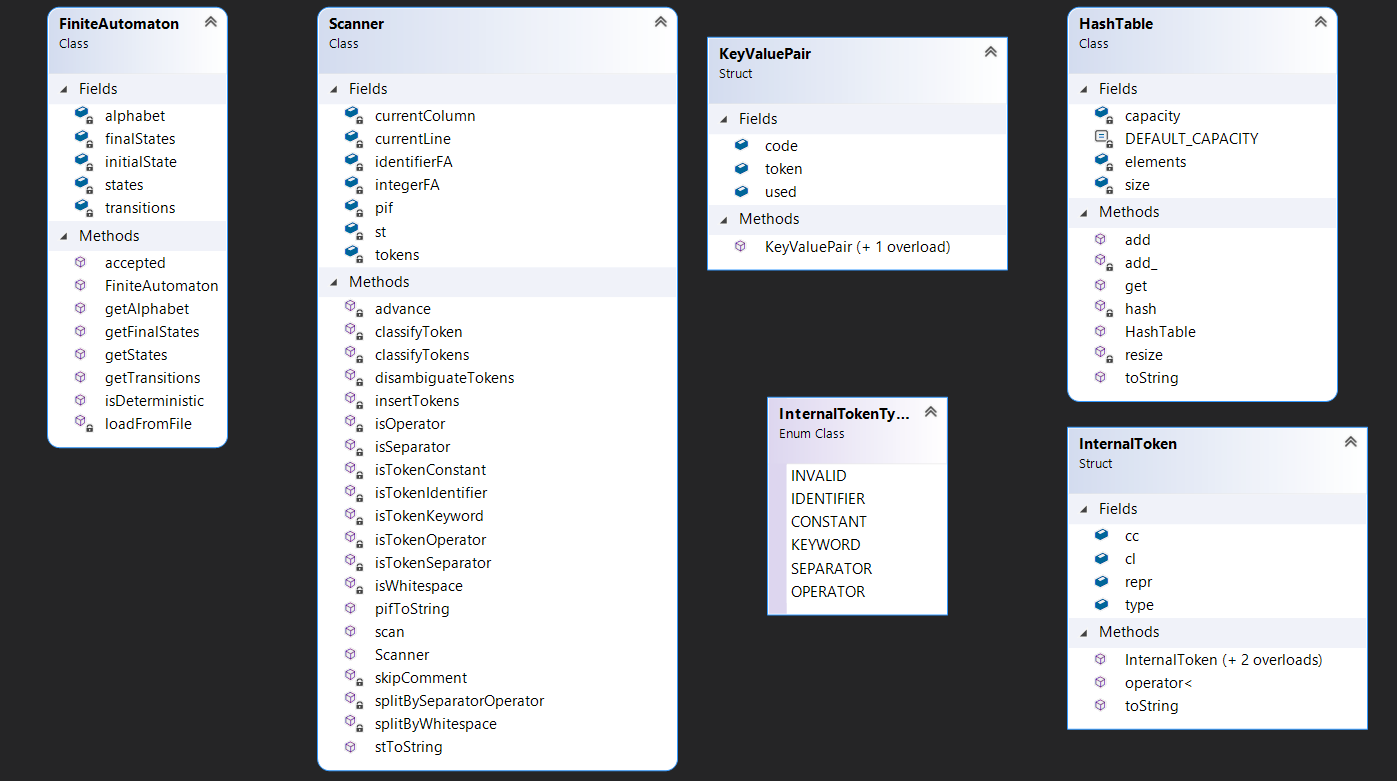 FiniteAutomaton
Class
Fields
alphabet
finalStates
initialState
states
transitions
Methods
accepted
FiniteAutomaton
getAlphabet
getFinalStates
getStates
getTransitions
isDeterministic
loadFromFile
Scanner
Class
Fields
currentColumn
currentLine
identifierFA
integerFA
pif
st
tokens
Methods
advance
classifyToken
classifyTokens
disambiguateTokens
insertTokens
isOperator
isSeparator
isTokenConstant
isTokenIdentifier
isTokenKeyword
isTokenOperator
isTokenSeparator
isWhitespace
pifToString
scan
Scanner
skipComment
splitBySeparatorOperator
splitByWhitespace
stToString
KeyValuePair
Struct
Fields
code
token
used
Methods
KeyValuePair (+ 1 overload)
InternalTokenTy...
Enum Class
INVALID
IDENTIFIER
CONSTANT
KEYWORD
SEPARATOR
OPERATOR
HashTable
Class
Fields
capacity
DEFAULT_CAPACITY
elements
size
Methods
add
add_
get
hash
HashTable
resize
toString
InternalToken
Struct
Fields
cc
cl
repr
type
Methods
InternalToken (+ 2 overloads)
operator<
toString